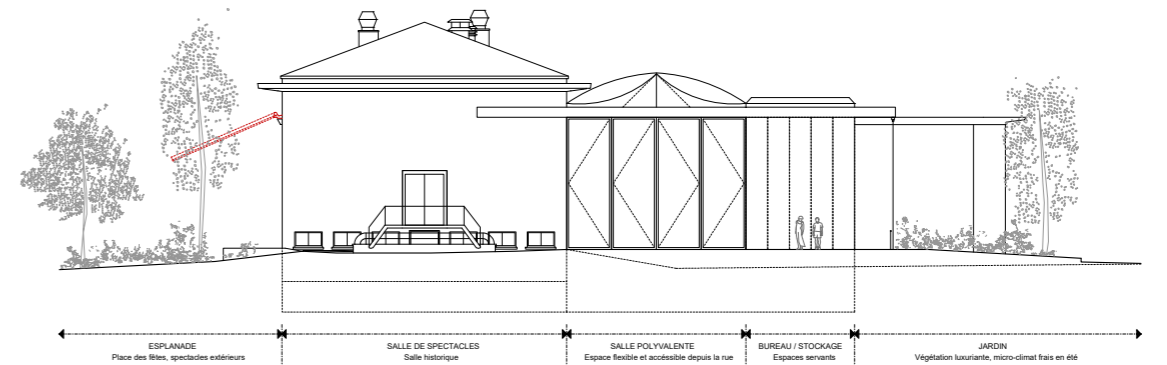 ESPLANADE
Place des fêtes, spectacles extérieurs
SALLE DE SPECTACLES
Salle historique
SALLE POLYVALENTE
Espace flexible et accéssible depuis la rue
BUREAU / STOCKAGE
Espaces servants
JARDIN
Végétation luxuriante, micro-climat frais en été